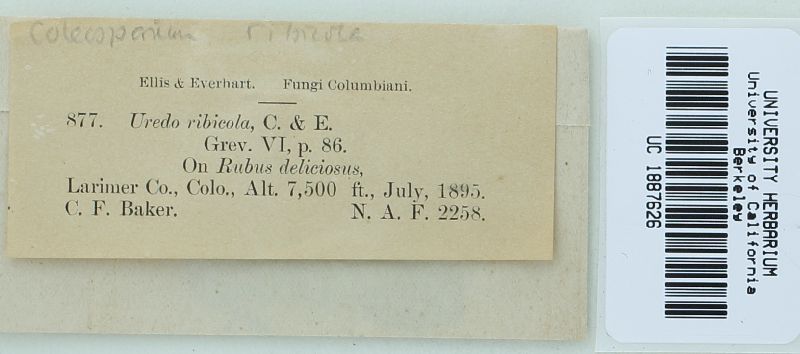 Coleosporium ribicola
Ellis & Everhart. Fungi Columbiani.
877. Uredo ribicola, C. & E.
Grev. VI, p. 86.
On Rubus deliciosus,
Larimer Co., Colo., Alt. 7,500 ft., July, 1895.
C. F. Baker. N. A. F. 2258.
UNIVERSITY HERBARIUM
University of California
Berkeley
UC 1887626